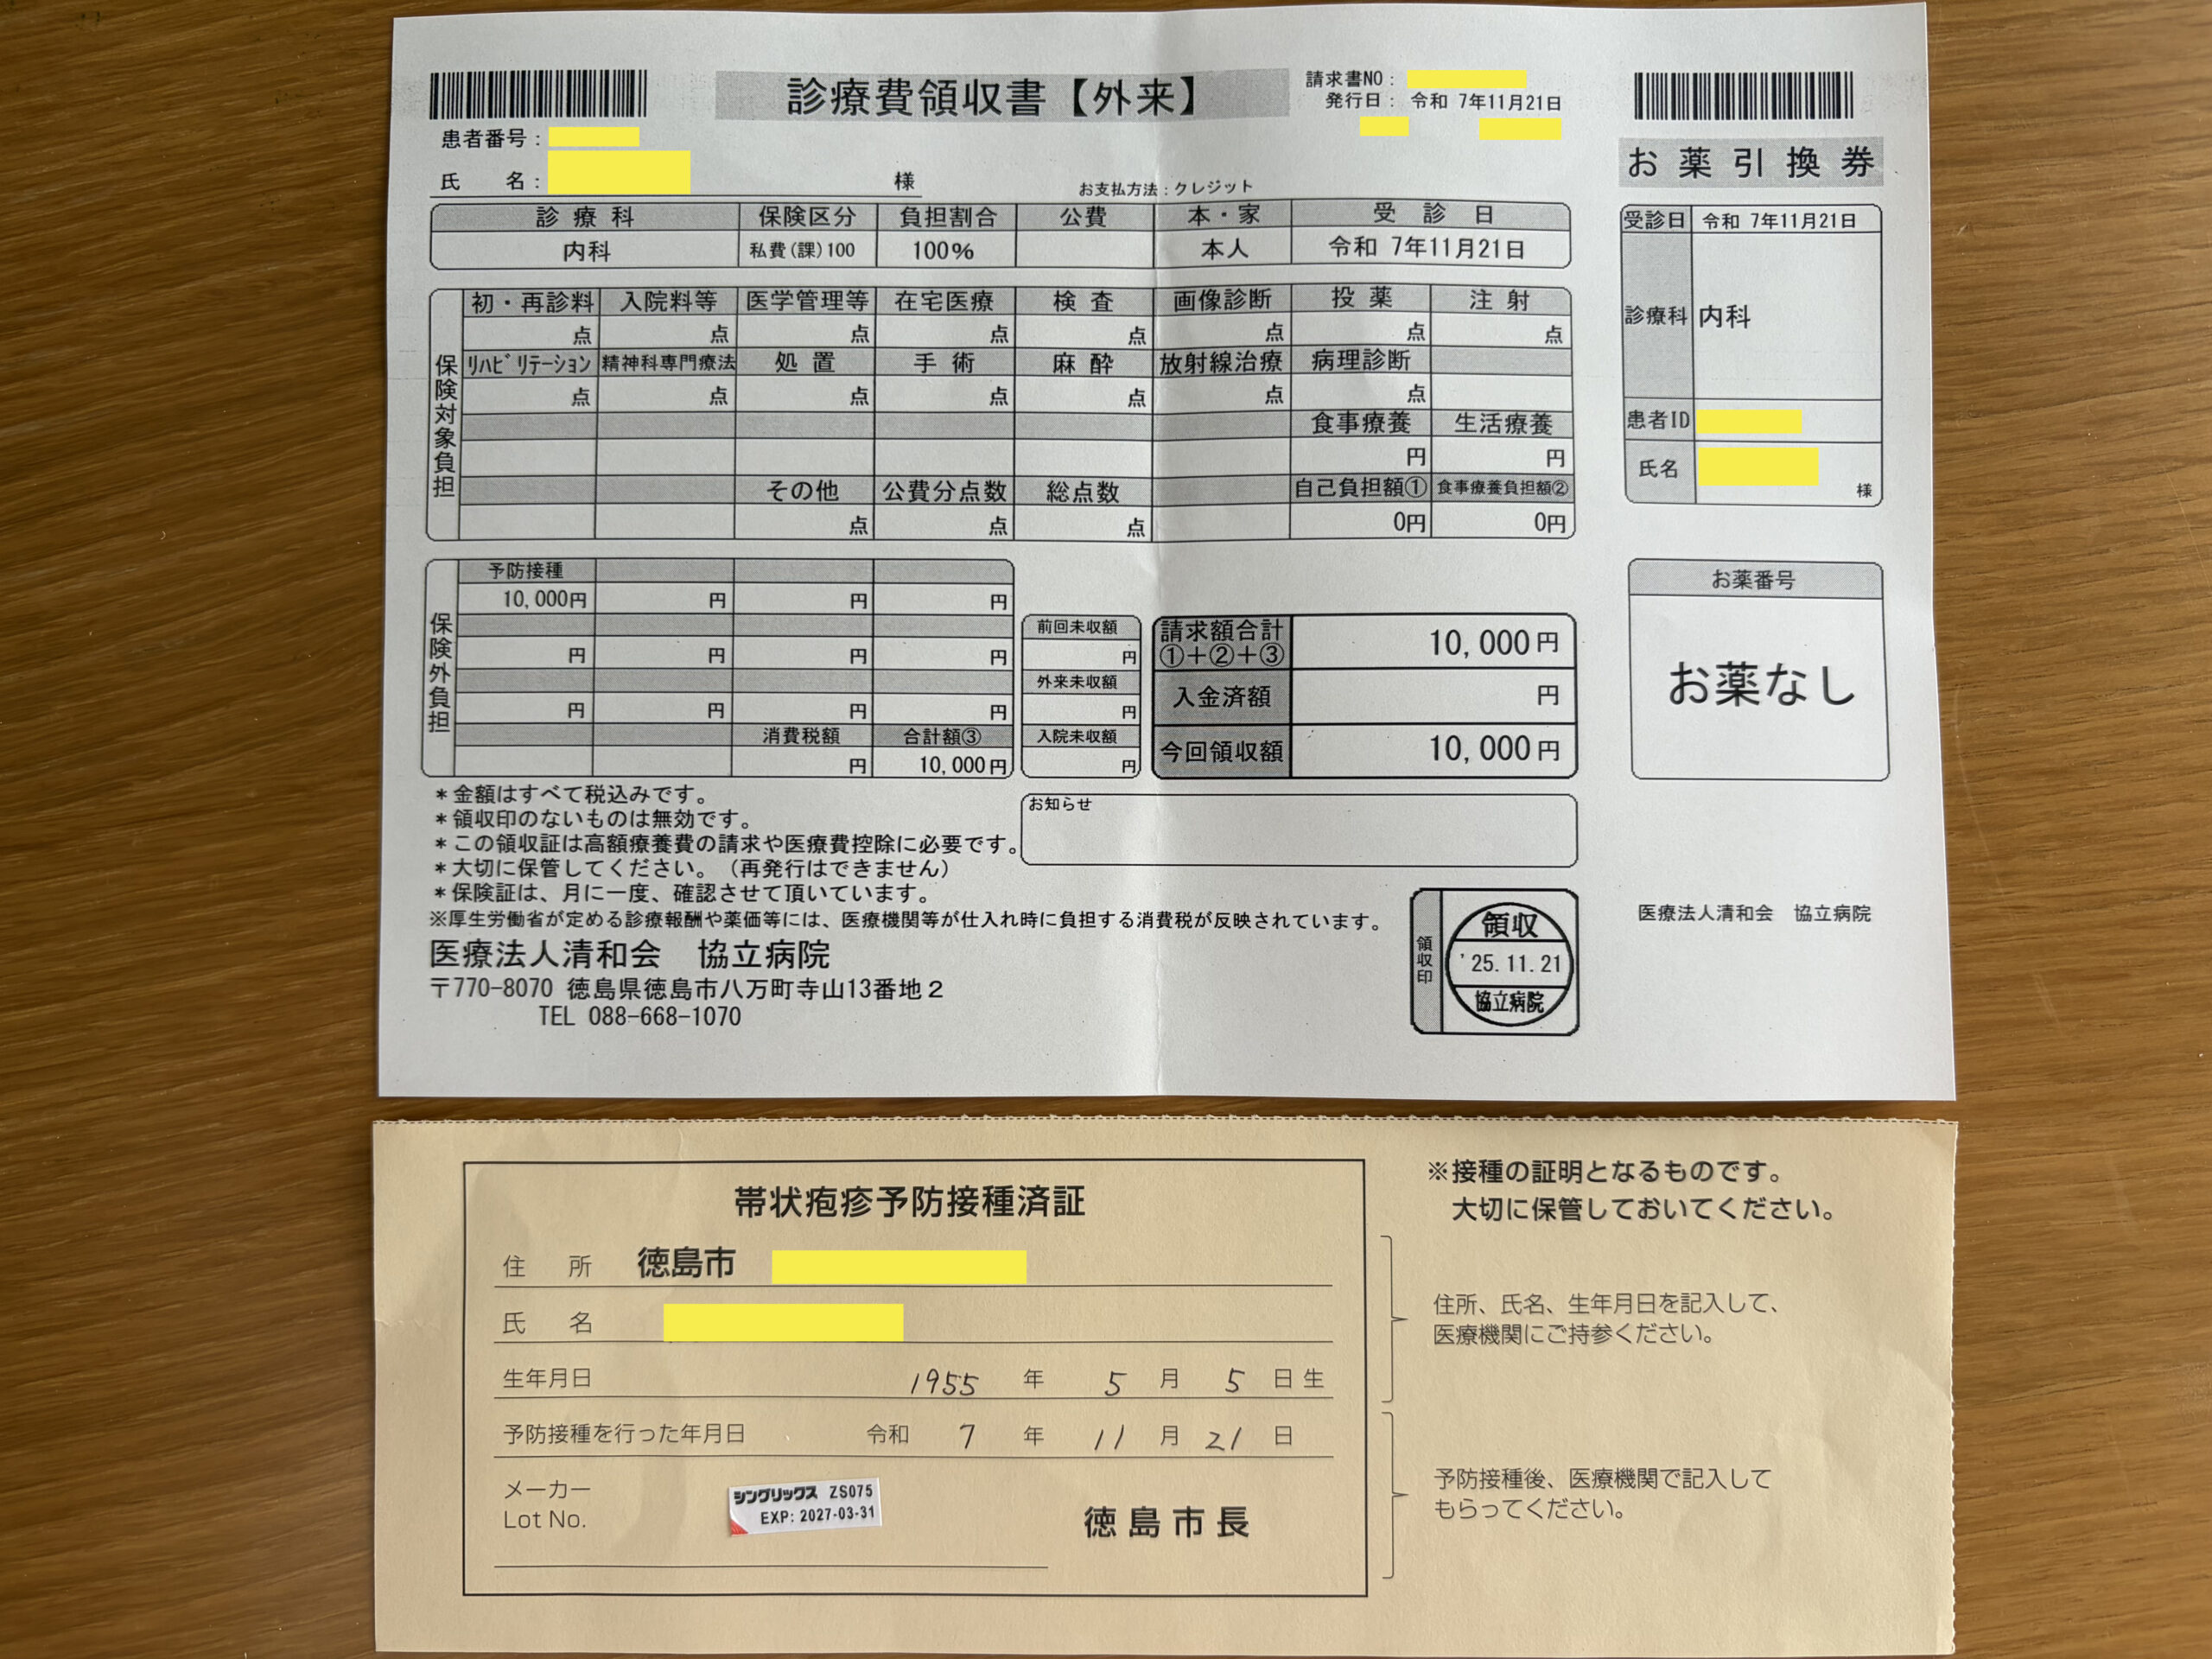 診療費領収書【外来】
請求書NO：
発行日： 令和 7年11月21日
患者番号：
氏 名： 様
お支払方法：クレジット
診療科 保険区分 負担割合 公費 本・家 受診日
内科 私費(課)100 100% 本人 令和 7年11月21日
保険対象負担
初・再診料 入院料等 医学管理等 在宅医療 検査 画像診断 投薬 注射
点 点 点 点 点 点 点 点
リハビリテーション 精神科専門療法 処置 手術 麻酔 放射線治療 病理診断
点 点 点 点 点 点 点
食事療養 生活療養
円 円
その他 公費分点数 総点数 自己負担額① 食事療養負担額②
点 点 点 0円 0円
保険外負担
予防接種
10,000円 円 円 円
円 円 円 円
円 円 円 円
消費税額 合計額③
円 10,000円
前回未収額
円
外来未収額
円
入院未収額
円
請求額合計
①＋②＋③ 10,000円
入金済額 円
今回領収額 10,000円
＊金額はすべて税込みです。
＊領収印のないものは無効です。
＊この領収証は高額療養費の請求や医療費控除に必要です。
＊大切に保管してください。（再発行はできません）
＊保険証は、月に一度、確認させて頂いています。
※厚生労働省が定める診療報酬や薬価等には、医療機関等が仕入れ時に負担する消費税が反映されています。
お知らせ
医療法人清和会 協立病院
〒770-8070 徳島県徳島市八万町寺山13番地２
TEL 088-668-1070
領収印
領収
'25.11.21
協立病院
お薬引換券
受診日 令和 7年11月21日
診療科 内科
患者ID
氏名 様
お薬番号
お薬なし
医療法人清和会 協立病院
帯状疱疹予防接種済証
住 所 徳島市
氏 名
生年月日 1955 年 5 月 5 日生
予防接種を行った年月日 令和 7 年 11 月 21 日
メーカー
Lot No.
シングリックス ZS075
EXP: 2027-03-31
徳島市長
※接種の証明となるものです。
大切に保管しておいてください。
住所、氏名、生年月日を記入して、
医療機関にご持参ください。
予防接種後、医療機関で記入して
もらってください。